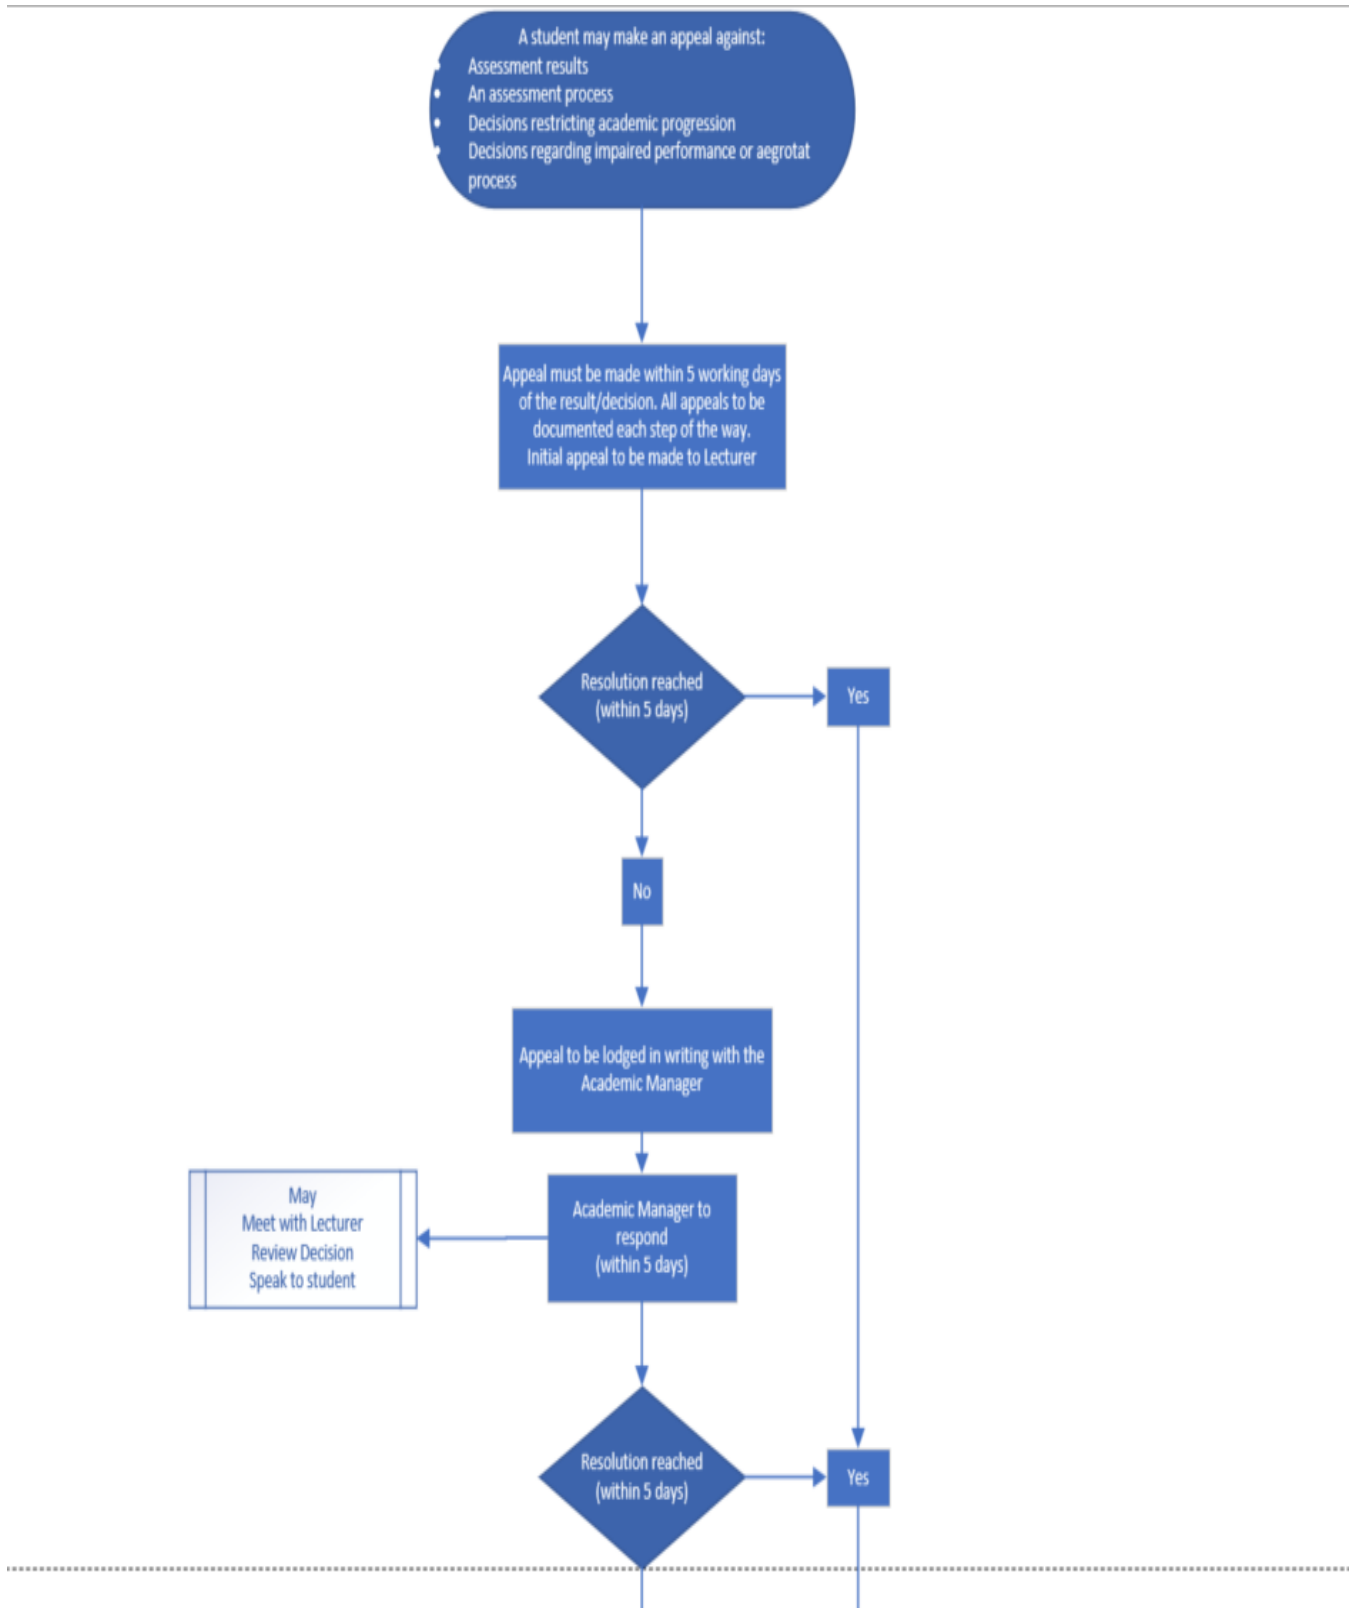 A student may make an appeal against:
• Assessment results
• An assessment process
• Decisions restricting academic progression
• Decisions regarding impaired performance or aegrotat
process
Appeal must be made within 5 working days
of the result/decision. All appeals to be
documented each step of the way.
Initial appeal to be made to Lecturer
Resolution reached
(within 5 days)
Yes
No
Appeal to be lodged in writing with the
Academic Manager
May
Meet with Lecturer
Review Decision
Speak to student
Academic Manager to
respond
(within 5 days)
Resolution reached
(within 5 days)
Yes